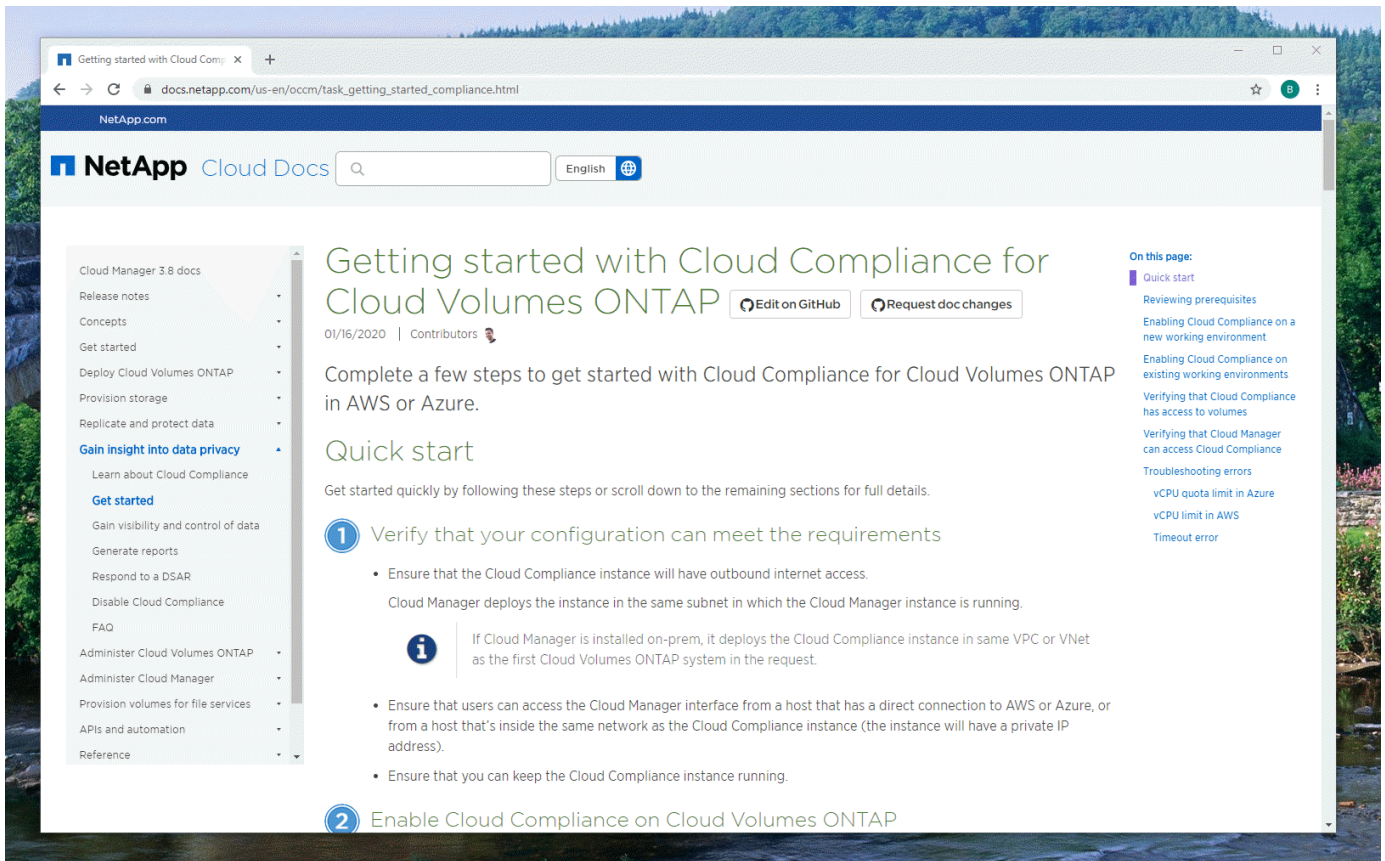 Getting started with Cloud Comp
docs.netapp.com/us-en/occm/task_getting_started_compliance.html
B
NetApp.com
NetApp Cloud Docs
English
Cloud Manager 3.8 docs
Release notes
Concepts
Get started
Deploy Cloud Volumes ONTAP
Provision storage
Replicate and protect data
Gain insight into data privacy
Learn about Cloud Compliance
Get started
Gain visibility and control of data
Generate reports
Respond to a DSAR
Disable Cloud Compliance
FAQ
Administer Cloud Volumes ONTAP
Administer Cloud Manager
Provision volumes for file services
APIs and automation
Reference
Getting started with Cloud Compliance for
Cloud Volumes ONTAP
Edit on GitHub
Request doc changes
01/16/2020 | Contributors
Complete a few steps to get started with Cloud Compliance for Cloud Volumes ONTAP
in AWS or Azure.
Quick start
Get started quickly by following these steps or scroll down to the remaining sections for full details.
1 Verify that your configuration can meet the requirements
• Ensure that the Cloud Compliance instance will have outbound internet access.
Cloud Manager deploys the instance in the same subnet in which the Cloud Manager instance is running.
If Cloud Manager is installed on-prem, it deploys the Cloud Compliance instance in same VPC or VNet
as the first Cloud Volumes ONTAP system in the request.
• Ensure that users can access the Cloud Manager interface from a host that has a direct connection to AWS or Azure, or
from a host that's inside the same network as the Cloud Compliance instance (the instance will have a private IP
address).
• Ensure that you can keep the Cloud Compliance instance running.
2 Enable Cloud Compliance on Cloud Volumes ONTAP
On this page:
Quick start
Reviewing prerequisites
Enabling Cloud Compliance on a
new working environment
Enabling Cloud Compliance on
existing working environments
Verifying that Cloud Compliance
has access to volumes
Verifying that Cloud Manager
can access Cloud Compliance
Troubleshooting errors
vCPU quota limit in Azure
vCPU limit in AWS
Timeout error